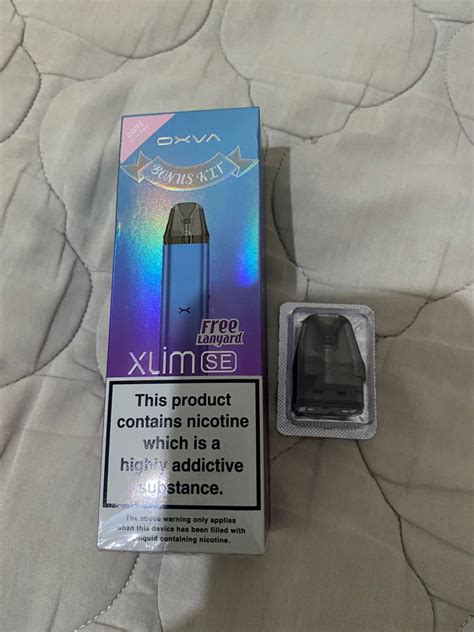 OXVA
BONUS KIT
FREE
Lanyard
XLIM SE
This product
contains nicotine
which is a
highly addictive
substance.
The above warning only applies
when this device has been filled with
liquid containing nicotine.